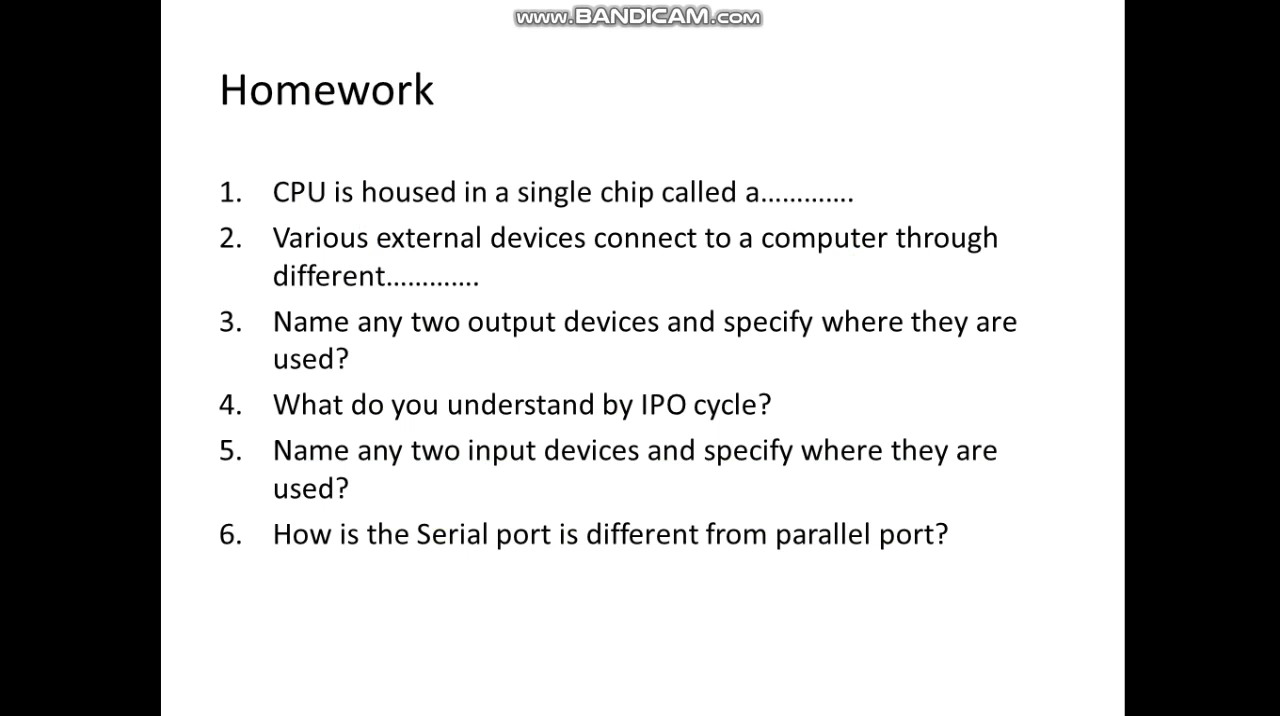 www.BANDICAM.com
Homework
1. CPU is housed in a single chip called a.............
2. Various external devices connect to a computer through
different.............
3. Name any two output devices and specify where they are
used?
4. What do you understand by IPO cycle?
5. Name any two input devices and specify where they are
used?
6. How is the Serial port is different from parallel port?